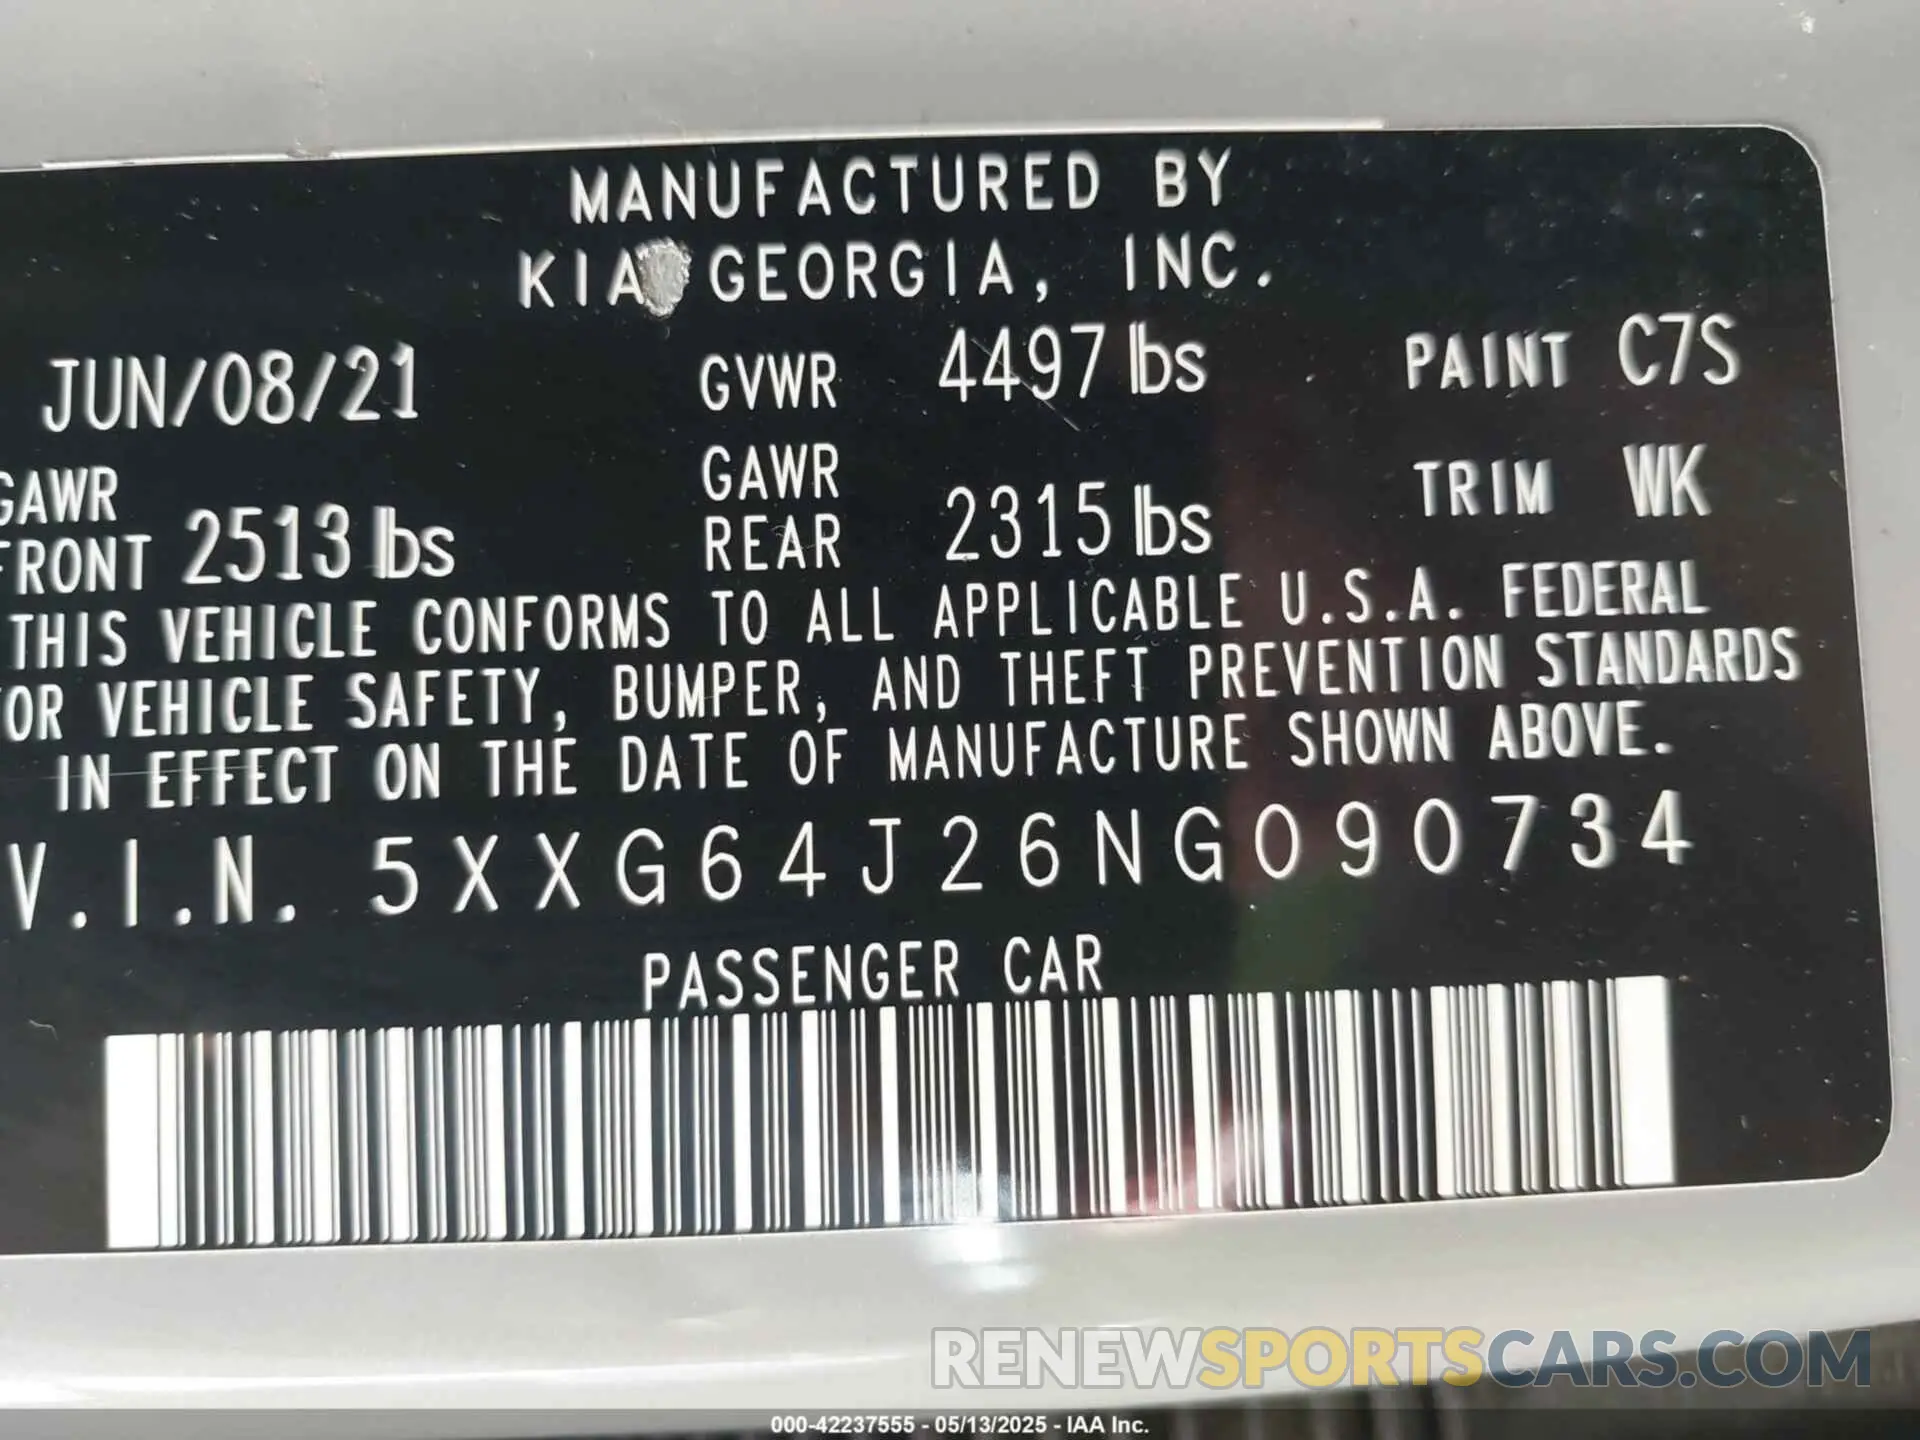 MANUFACTURED BY
KIA GEORGIA, INC.
JUN/08/21 GVWR 4497 lbs PAINT C7S
GAWR FRONT 2513 lbs GAWR REAR 2315 lbs TRIM WK
THIS VEHICLE CONFORMS TO ALL APPLICABLE U.S.A. FEDERAL
OR VEHICLE SAFETY, BUMPER, AND THEFT PREVENTION STANDARDS
IN EFFECT ON THE DATE OF MANUFACTURE SHOWN ABOVE.
V.I.N. 5XXG64J26NG090734
PASSENGER CAR
RENEWSPORTSCARS.COM
000-42237555 - 05/13/2025 - IAA Inc.